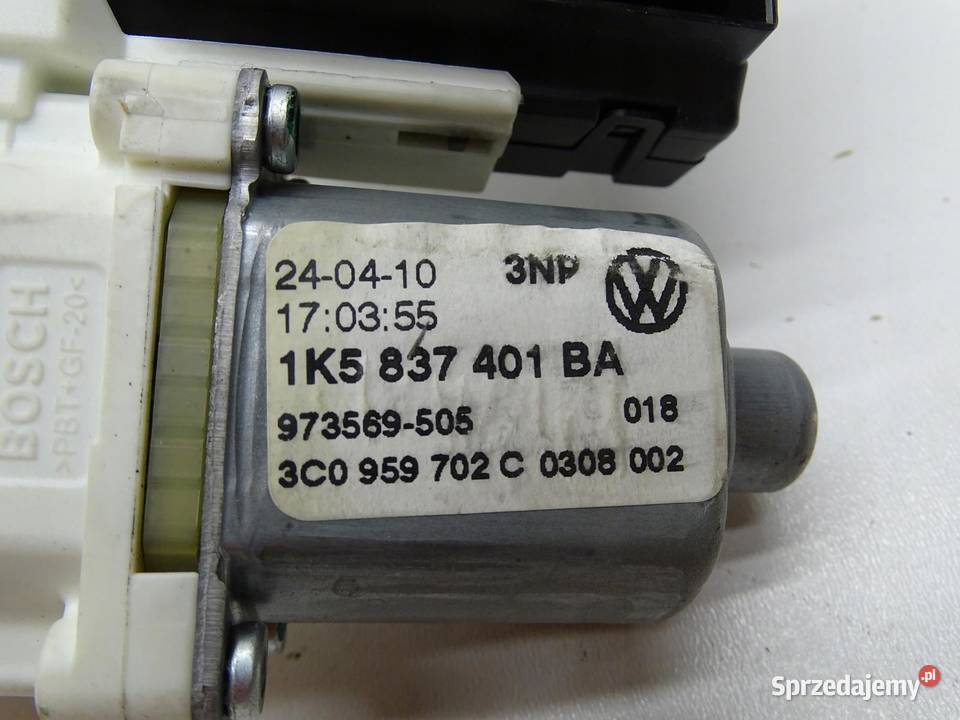 24-04-10 3NP
17:03:55
1K5 837 401 BA
973569-505 018
3C0 959 702 C 0308 002
BOSCH
>PBT+GF-20<
Sprzedajemy.pl